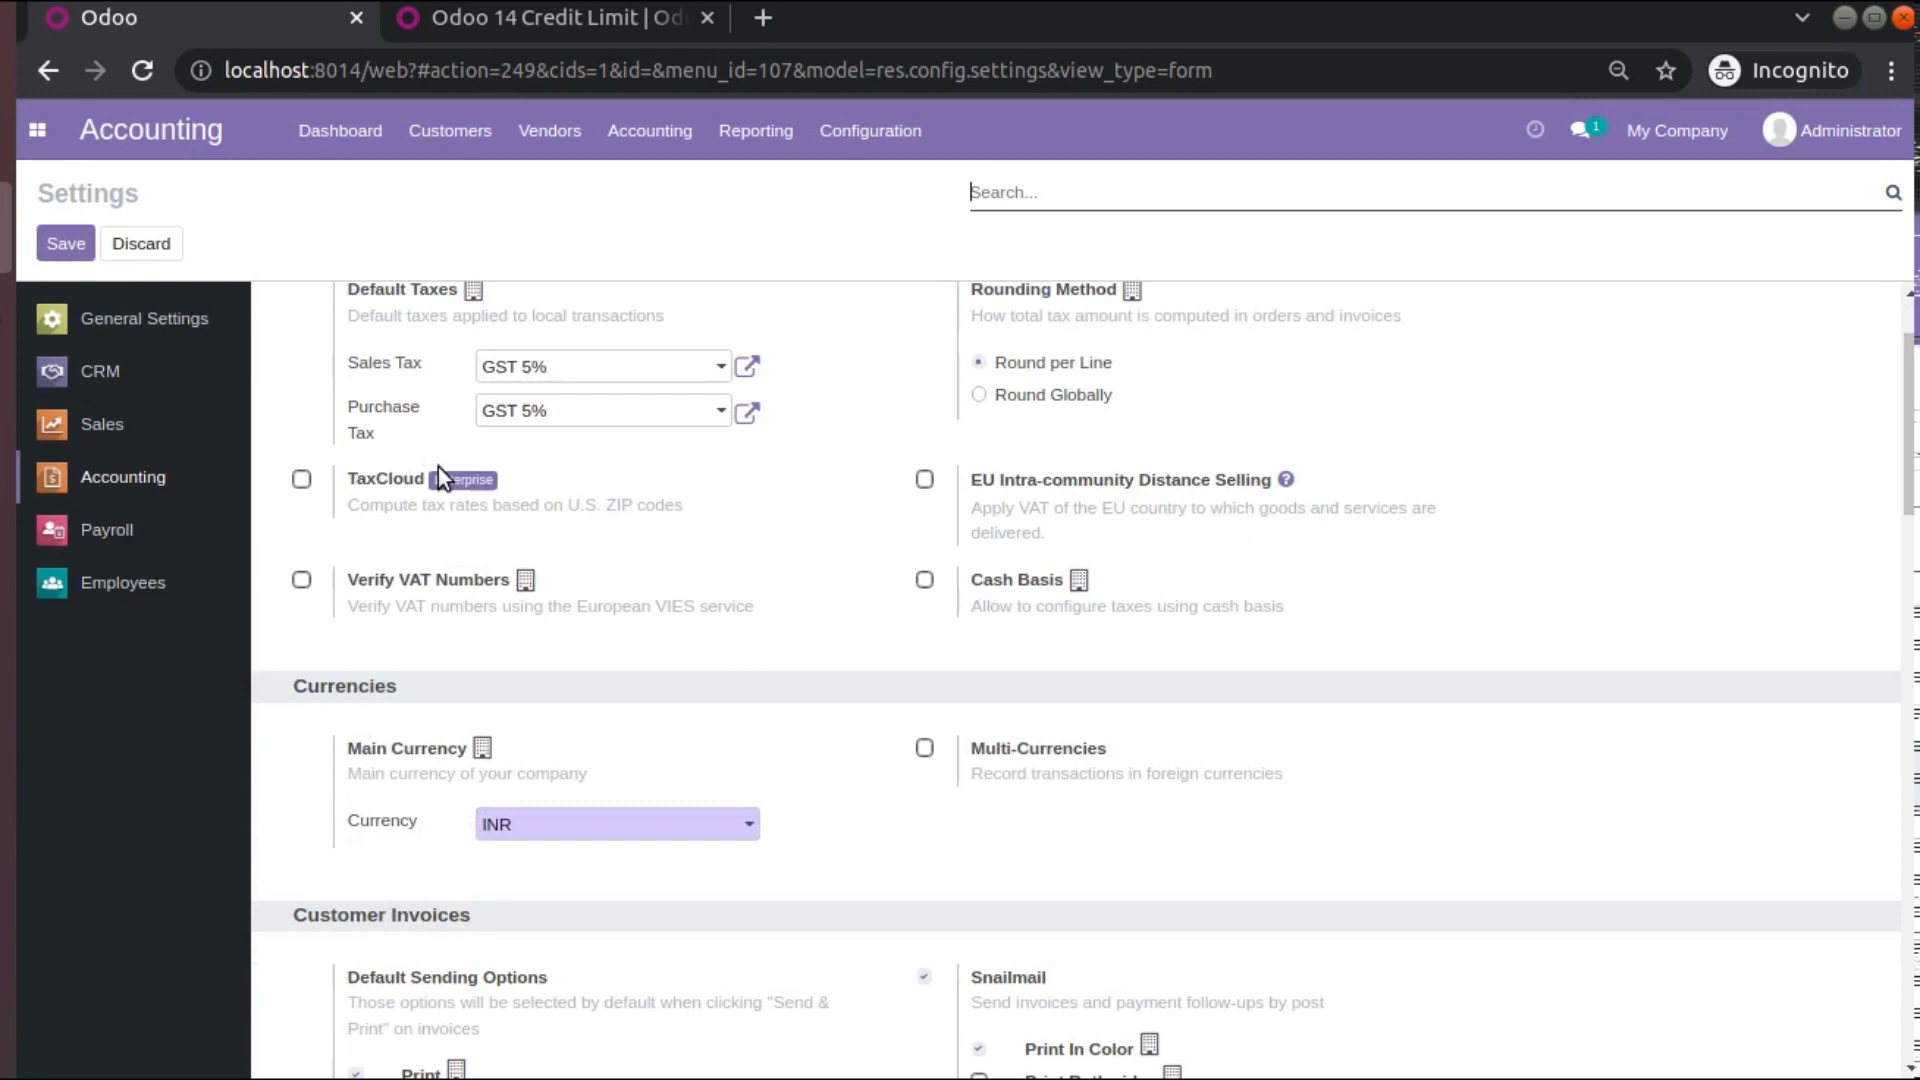 Odoo
Odoo 14 Credit Limit | Od
localhost:8014/web?#action=249&cids=1&id=&menu_id=107&model=res.config.settings&view_type=form
Incognito
Accounting
Dashboard
Customers
Vendors
Accounting
Reporting
Configuration
1
My Company
Administrator
Settings
Search...
Save
Discard
General Settings
CRM
Sales
Accounting
Payroll
Employees
Default Taxes
Default taxes applied to local transactions
Sales Tax
GST 5%
Purchase
Tax
GST 5%
Rounding Method
How total tax amount is computed in orders and invoices
Round per Line
Round Globally
TaxCloud
Compute tax rates based on U.S. ZIP codes
EU Intra-community Distance Selling
Apply VAT of the EU country to which goods and services are
delivered.
Verify VAT Numbers
Verify VAT numbers using the European VIES service
Cash Basis
Allow to configure taxes using cash basis
Currencies
Main Currency
Main currency of your company
Currency
INR
Multi-Currencies
Record transactions in foreign currencies
Customer Invoices
Default Sending Options
Those options will be selected by default when clicking "Send &
Print" on invoices
Print
Snailmail
Send invoices and payment follow-ups by post
Print In Color